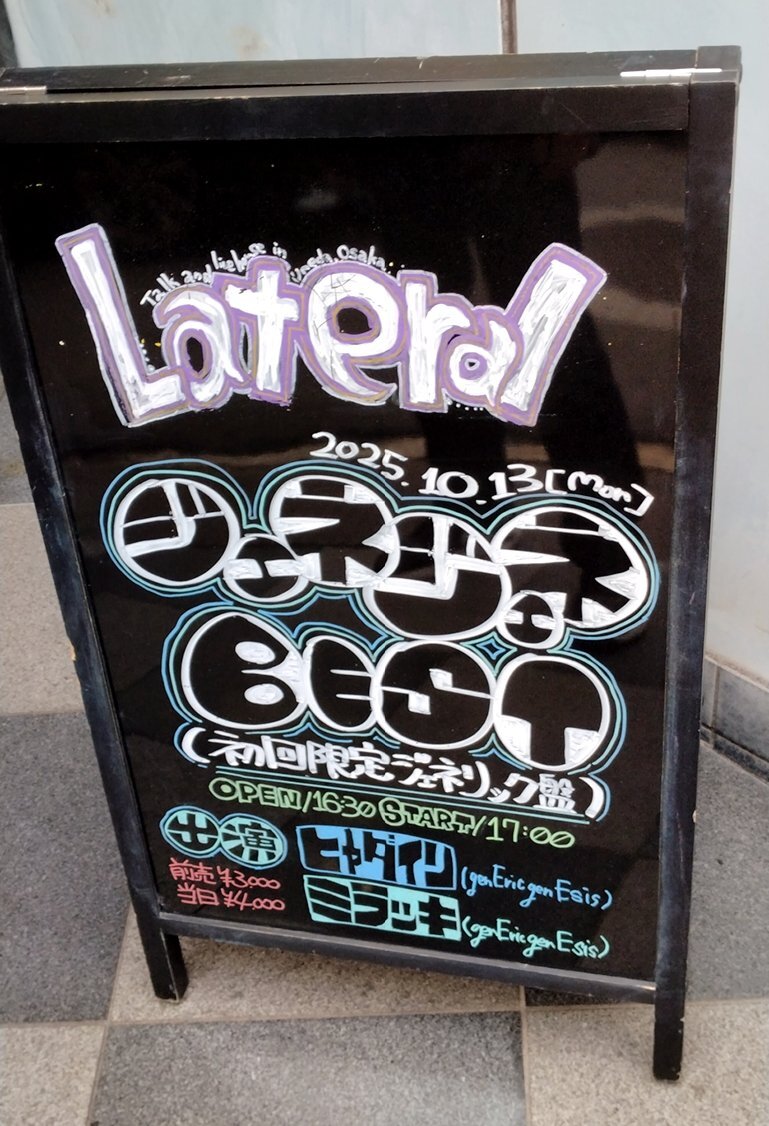 Talk and livehouse in Umeda Osaka...
Lateral
2025.10.13[Mon]
ジェネジェネ
BEST
(初回限定ジェネリック盤)
OPEN/16:30 START/17:00
出演
ヒャダイン(genEric genEsis)
ミラッキ(genEric genEsis)
前売¥3,000
当日¥4,000